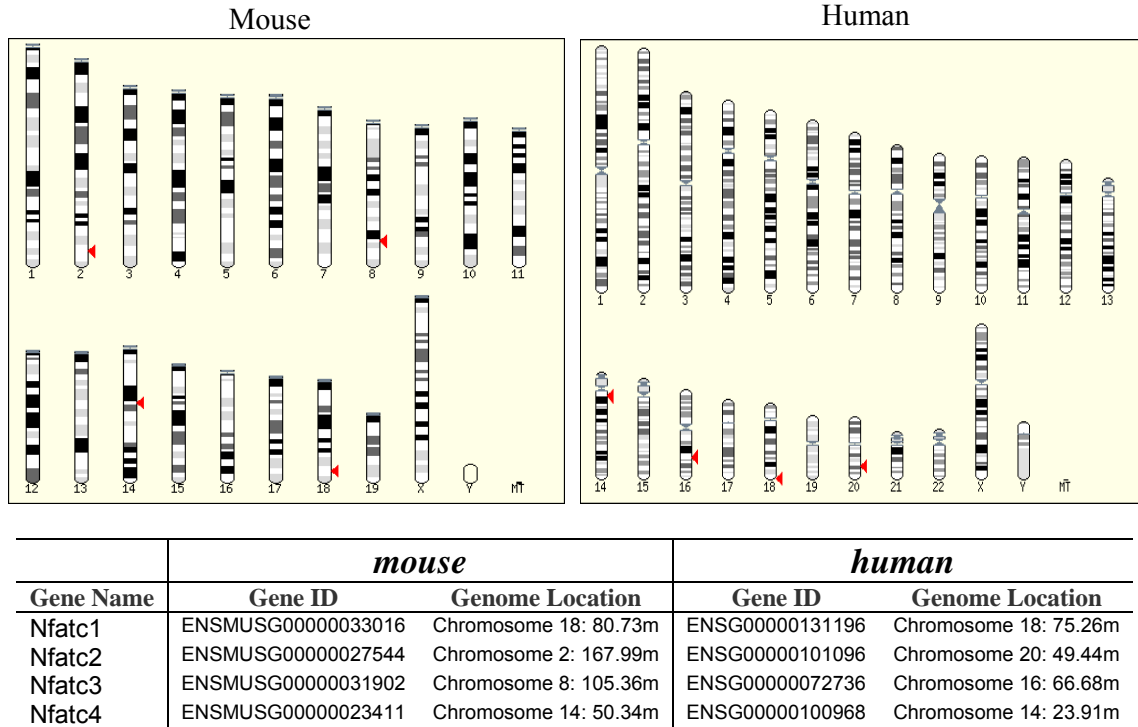 Mouse Human
1 2 3 4 5 6 7 8 9 10 11
1 2 3 4 5 6 7 8 9 10 11 12 13
12 13 14 15 16 17 18 19 X Y MT
14 15 16 17 18 19 20 21 22 X Y MT
mouse human
Gene Name Gene ID Genome Location Gene ID Genome Location
Nfatc1 ENSMUSG00000033016 Chromosome 18: 80.73m ENSG00000131196 Chromosome 18: 75.26m
Nfatc2 ENSMUSG00000027544 Chromosome 2: 167.99m ENSG00000101096 Chromosome 20: 49.44m
Nfatc3 ENSMUSG00000031902 Chromosome 8: 105.36m ENSG00000072736 Chromosome 16: 66.68m
Nfatc4 ENSMUSG00000023411 Chromosome 14: 50.34m ENSG00000100968 Chromosome 14: 23.91m